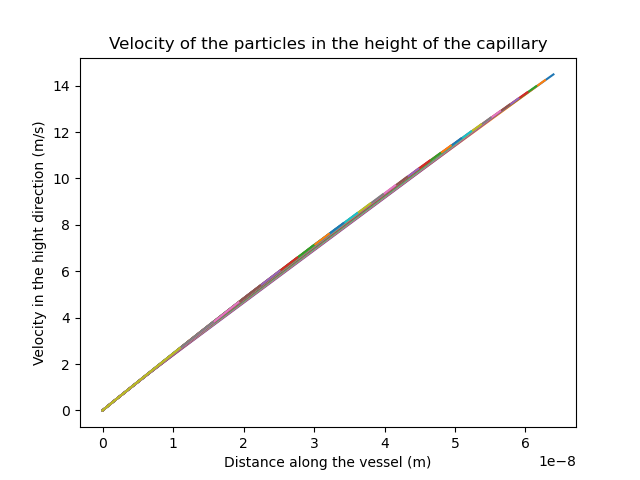 Velocity of the particles in the height of the capillary
14
12
10
8
6
4
2
0
Velocity in the hight direction (m/s)
0 1 2 3 4 5 6
1e−8
Distance along the vessel (m)